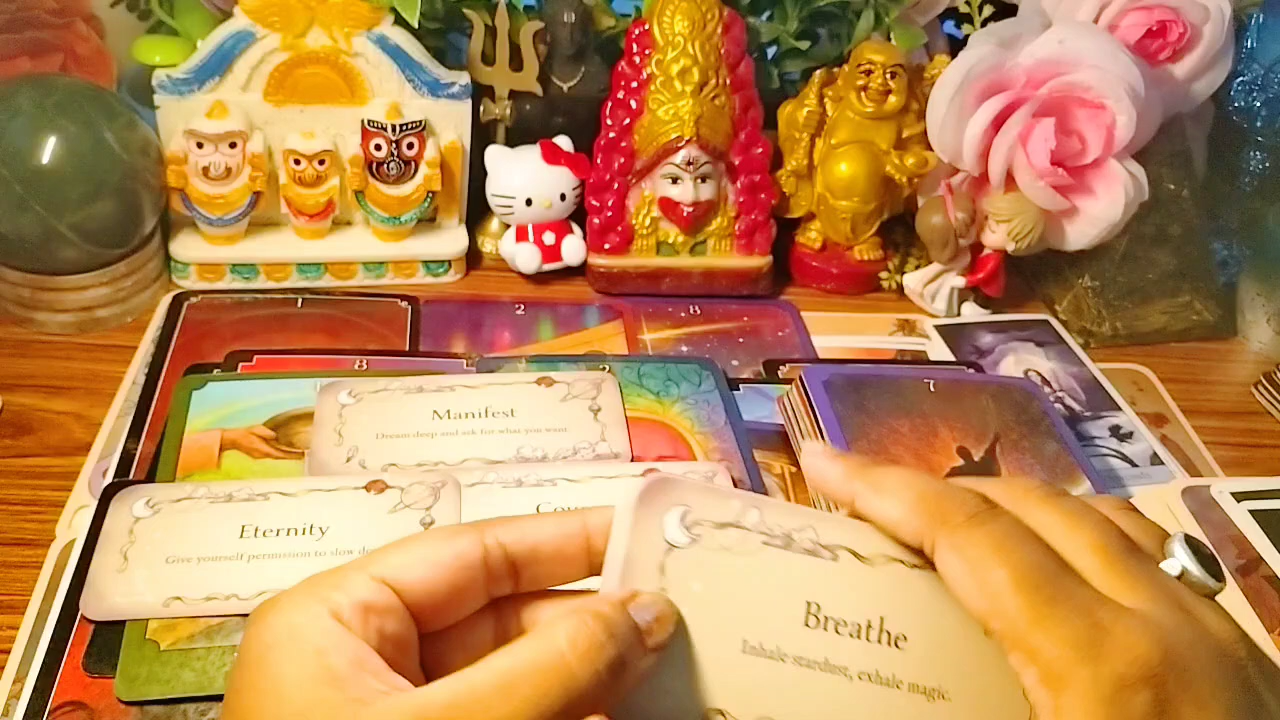 1
2
8
8
2
7
Manifest
Dream deep and ask for what you want.
Eternity
Give yourself permission to slow
Breathe
Inhale stardust, exhale magic.